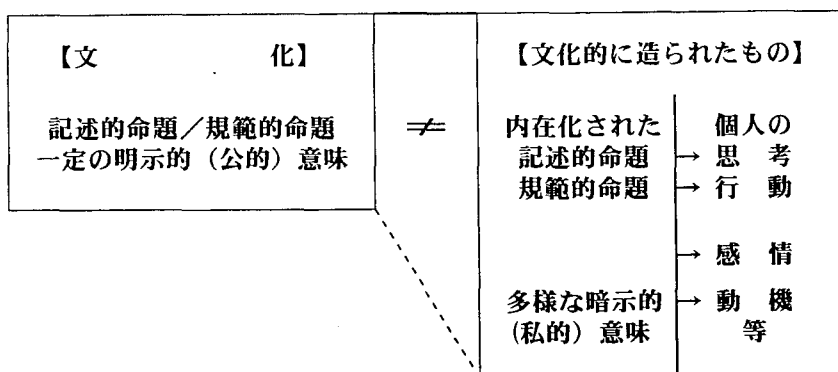 【文　　　　化】
記述的命題／規範的命題
一定の明示的（公的）意味
≠
【文化的に造られたもの】
内在化された
記述的命題
規範的命題
多様な暗示的
（私的）意味
個人の
→ 思　考
→ 行　動
→ 感　情
→ 動　機
等